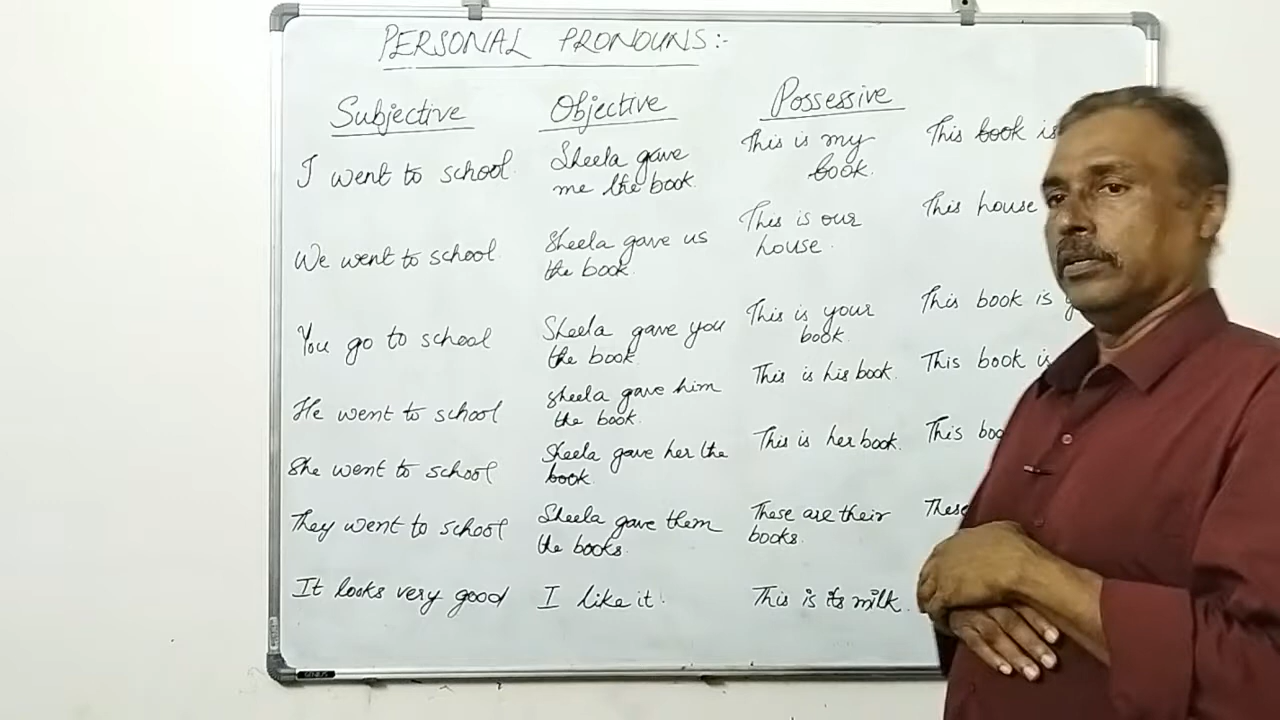 PERSONAL PRONOUNS:-
Subjective Objective Possessive
I went to school.
Sheela gave
me the book.
This is my
book.
This book is
We went to school.
Sheela gave us
the book.
This is our
house.
This house
You go to school
Sheela gave you
the book.
This is your
book.
This book is
He went to school
Sheela gave him
the book.
This is his book.
This book is
She went to school
Sheela gave her the
book.
This is her book.
This
They went to school
Sheela gave them
the books.
These are their
books.
These
It looks very good
I like it.
This is its milk.